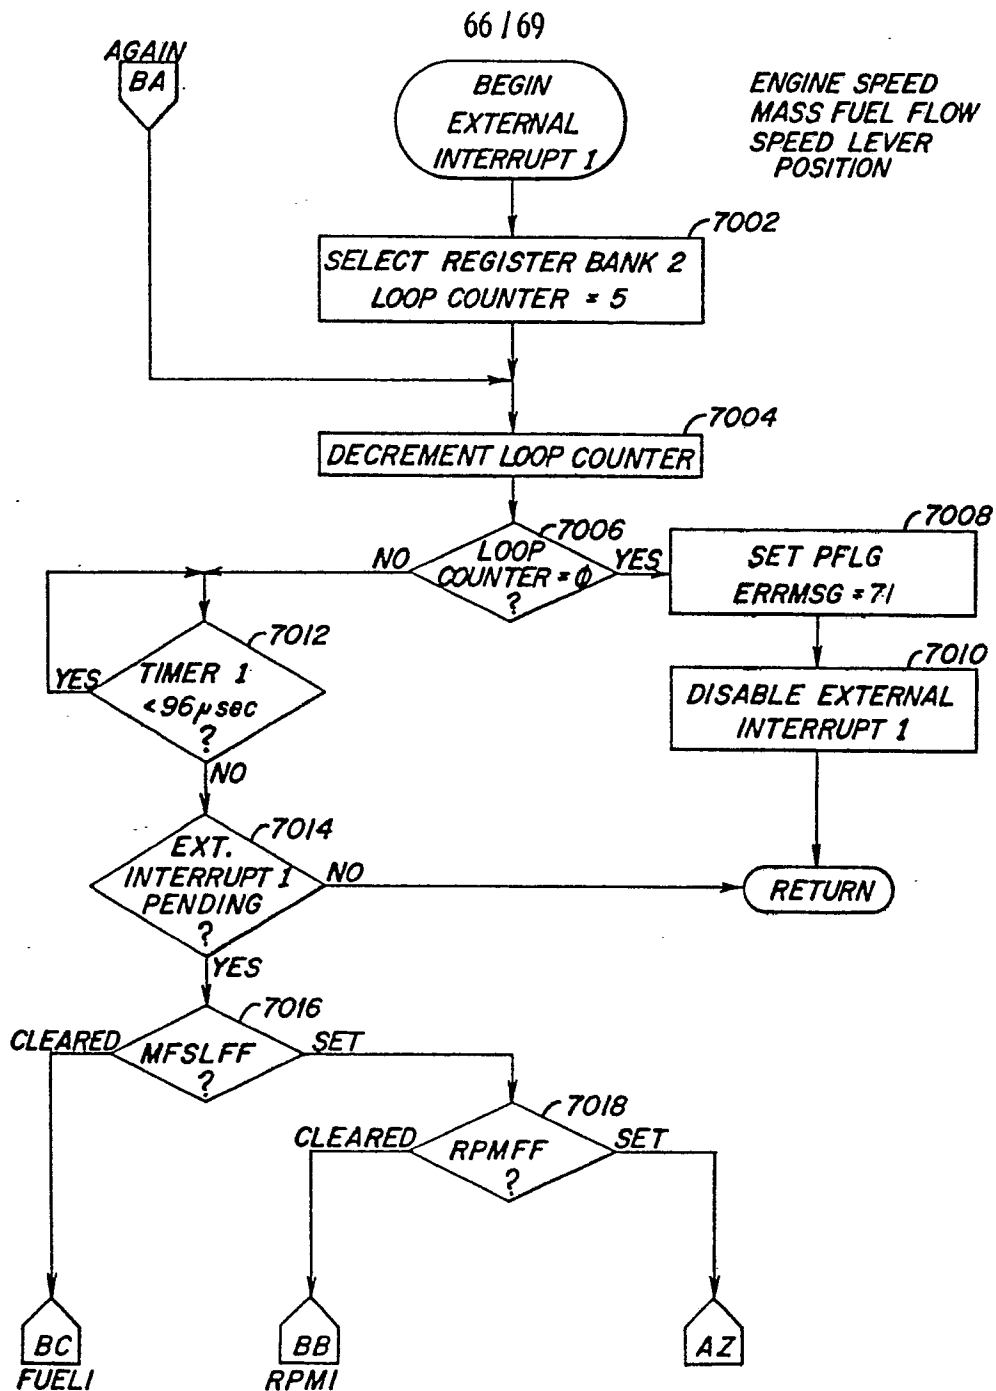 66 / 69
AGAIN
BA
BEGIN
EXTERNAL
INTERRUPT 1
ENGINE SPEED
MASS FUEL FLOW
SPEED LEVER
POSITION
7002
SELECT REGISTER BANK 2
LOOP COUNTER = 5
7004
DECREMENT LOOP COUNTER
7006
LOOP
COUNTER = ϕ
?
NO
YES
7008
SET PFLG
ERRMSG = 71
7010
DISABLE EXTERNAL
INTERRUPT 1
7012
TIMER 1
<96μsec
?
YES
NO
7014
EXT.
INTERRUPT 1
PENDING
?
NO
RETURN
YES
7016
MFSLFF
?
CLEARED
SET
7018
RPMFF
?
CLEARED
SET
BC
FUEL1
BB
RPM1
AZ